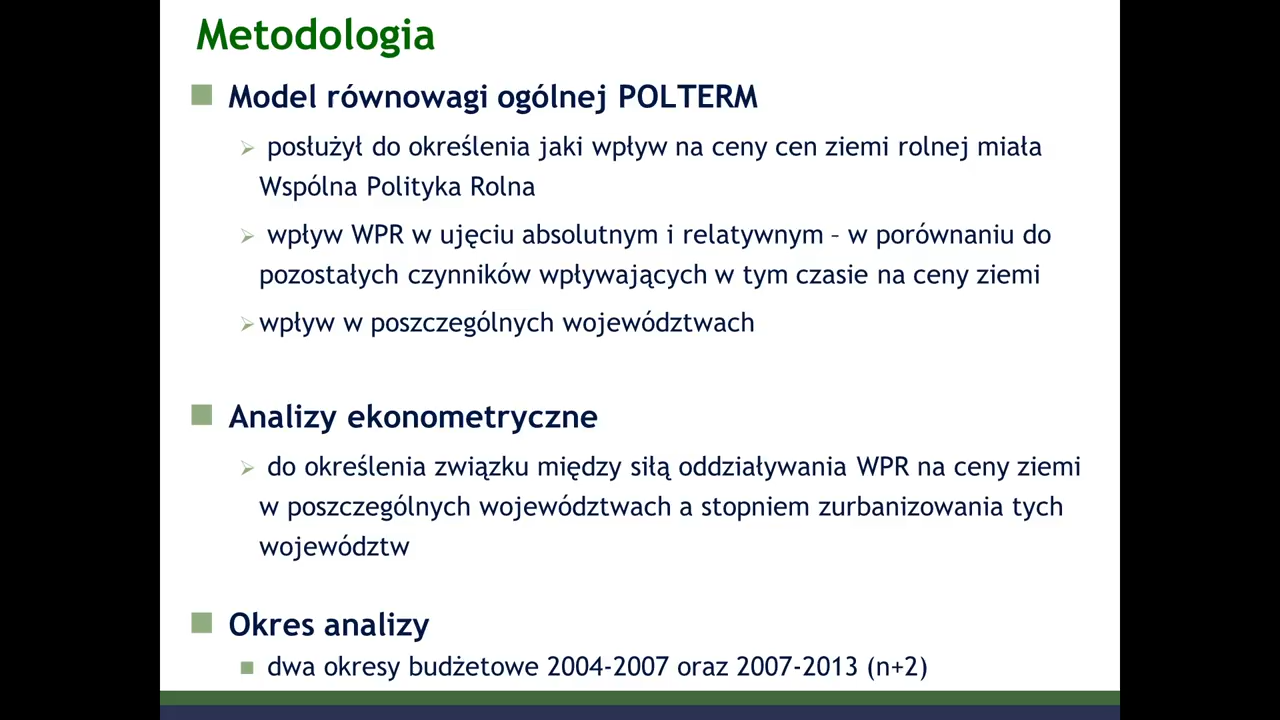 Metodologia
Model równowagi ogólnej POLTERM
posłużył do określenia jaki wpływ na ceny cen ziemi rolnej miała
Wspólna Polityka Rolna
wpływ WPR w ujęciu absolutnym i relatywnym – w porównaniu do
pozostałych czynników wpływających w tym czasie na ceny ziemi
wpływ w poszczególnych województwach
Analizy ekonometryczne
do określenia związku między siłą oddziaływania WPR na ceny ziemi
w poszczególnych województwach a stopniem zurbanizowania tych
województw
Okres analizy
dwa okresy budżetowe 2004-2007 oraz 2007-2013 (n+2)